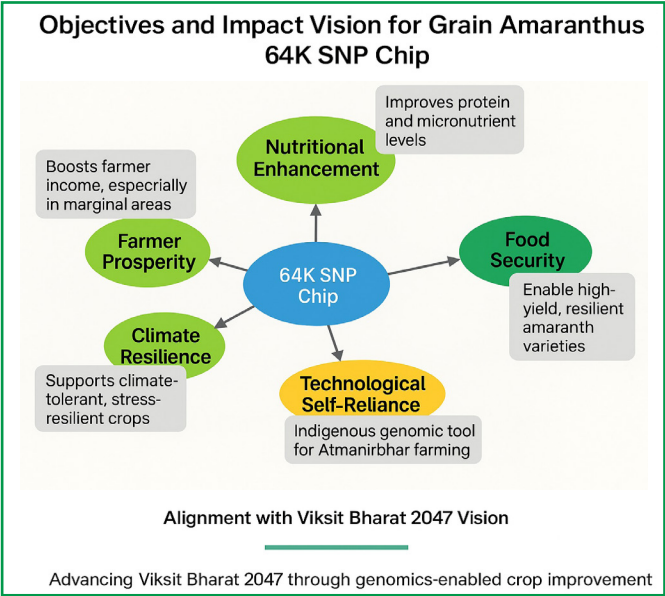 Objectives and Impact Vision for Grain Amaranthus
64K SNP Chip
Improves protein
and micronutrient
levels
Nutritional
Enhancement
Boosts farmer
income, especrially
in marginal areas
Farmer
Prosperity
Food
Security
64K SNP
Chip
Enable high-
yield, resilient
amaranth
varieties
Climate
Resilience
Supports climate-
tolerant, stress-
resilient crops
Technological
Self-Reliance
Indigenous genomic tool
for Atmanirbhar farming
Alignment with Viksit Bharat 2047 Vision
Advancing Viksit Bharat 2047 through genomics-enabled crop improvement